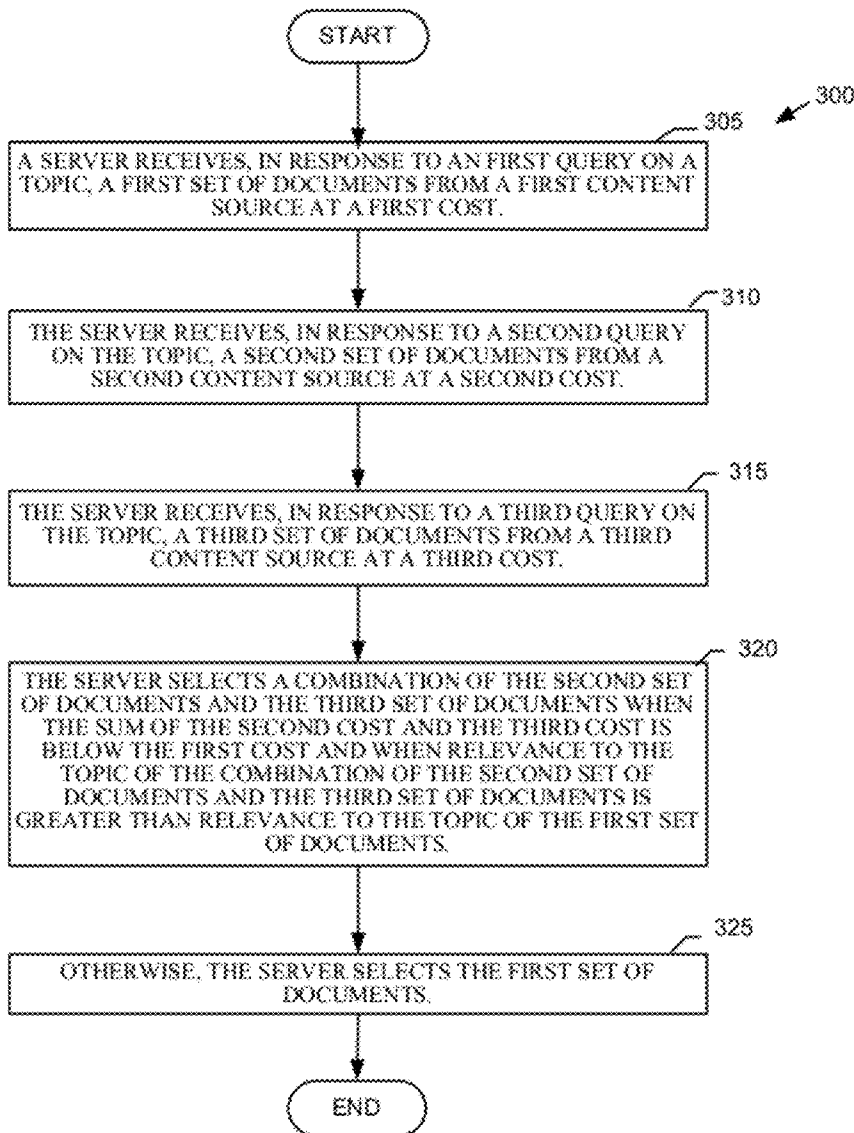 START
300
305
A SERVER RECEIVES, IN RESPONSE TO AN FIRST QUERY ON A
TOPIC, A FIRST SET OF DOCUMENTS FROM A FIRST CONTENT
SOURCE AT A FIRST COST.
310
THE SERVER RECEIVES, IN RESPONSE TO A SECOND QUERY
ON THE TOPIC, A SECOND SET OF DOCUMENTS FROM A
SECOND CONTENT SOURCE AT A SECOND COST.
315
THE SERVER RECEIVES, IN RESPONSE TO A THIRD QUERY ON
THE TOPIC, A THIRD SET OF DOCUMENTS FROM A THIRD
CONTENT SOURCE AT A THIRD COST.
320
THE SERVER SELECTS A COMBINATION OF THE SECOND SET
OF DOCUMENTS AND THE THIRD SET OF DOCUMENTS WHEN
THE SUM OF THE SECOND COST AND THE THIRD COST IS
BELOW THE FIRST COST AND WHEN RELEVANCE TO THE
TOPIC OF THE COMBINATION OF THE SECOND SET OF
DOCUMENTS AND THE THIRD SET OF DOCUMENTS IS
GREATER THAN RELEVANCE TO THE TOPIC OF THE FIRST SET
OF DOCUMENTS.
325
OTHERWISE, THE SERVER SELECTS THE FIRST SET OF
DOCUMENTS.
END